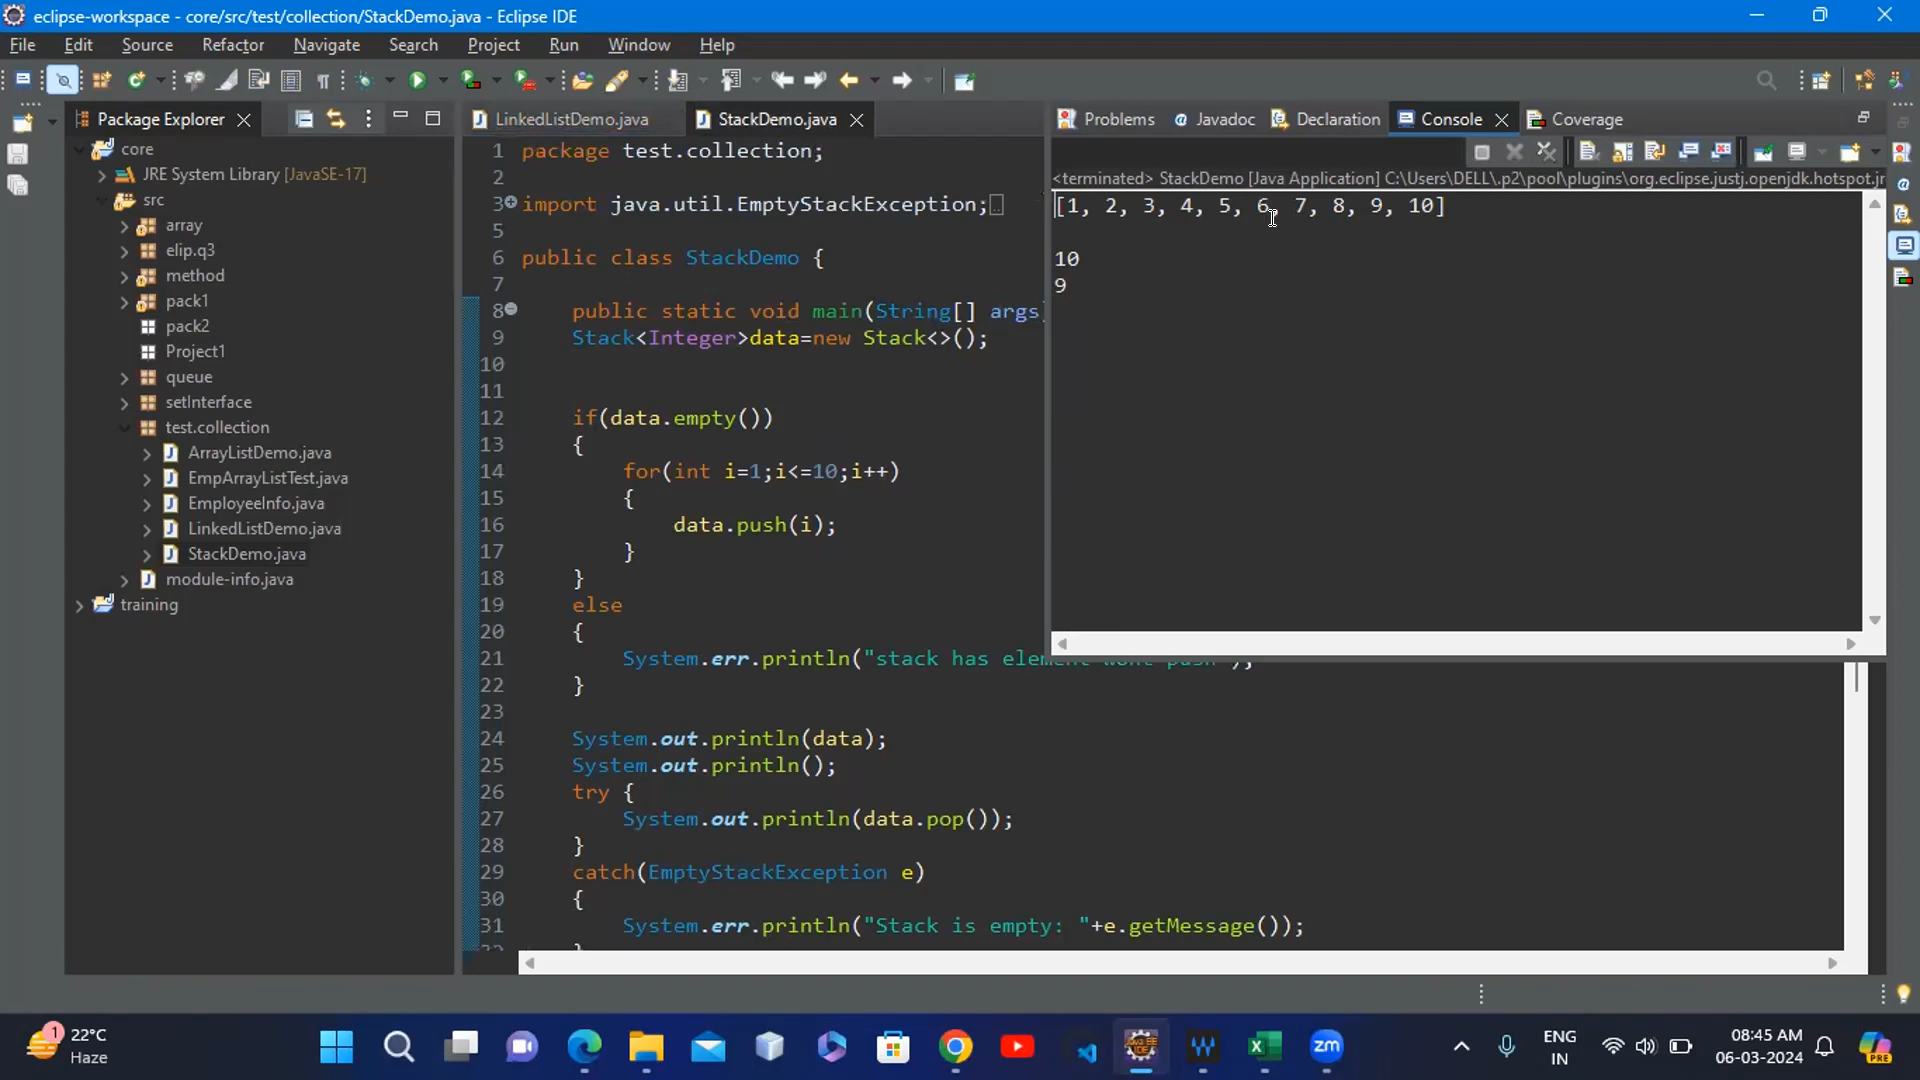 eclipse-workspace - core/src/test/collection/StackDemo.java - Eclipse IDE
File Edit Source Refactor Navigate Search Project Run Window Help
Package Explorer
core
JRE System Library [JavaSE-17]
src
array
elip.q3
method
pack1
pack2
Project1
queue
setInterface
test.collection
ArrayListDemo.java
EmpArrayListTest.java
EmployeeInfo.java
LinkedListDemo.java
StackDemo.java
module-info.java
training
LinkedListDemo.java StackDemo.java
1 package test.collection;
2
3 import java.util.EmptyStackException;
5
6 public class StackDemo {
7
8 public static void main(String[] args)
9 Stack<Integer>data=new Stack<>();
10
11
12 if(data.empty())
13 {
14 for(int i=1;i<=10;i++)
15 {
16 data.push(i);
17 }
18 }
19 else
20 {
21 System.err.println("stack has element wont push");
22 }
23
24 System.out.println(data);
25 System.out.println();
26 try {
27 System.out.println(data.pop());
28 }
29 catch(EmptyStackException e)
30 {
31 System.err.println("Stack is empty: "+e.getMessage());
Problems @ Javadoc Declaration Console Coverage
<terminated> StackDemo [Java Application] C:\Users\DELL\.p2\pool\plugins\org.eclipse.justj.openjdk.hotspot.jr
[1, 2, 3, 4, 5, 6, 7, 8, 9, 10]
10
9
1
22°C
Haze
zm
ENG
IN
08:45 AM
06-03-2024
PRE